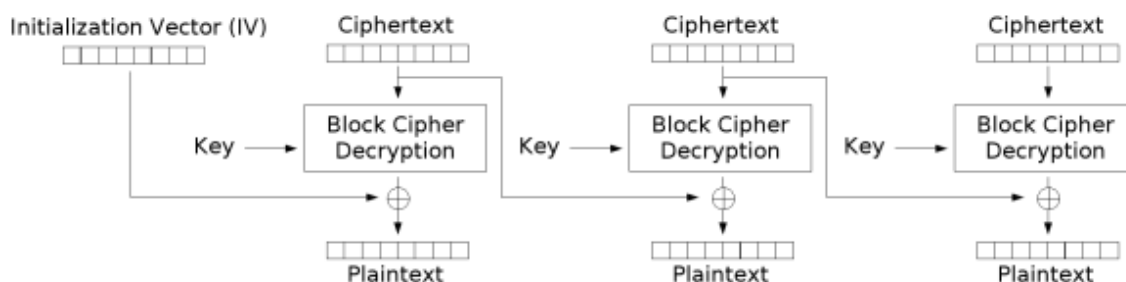 Initialization Vector (IV)
Ciphertext
Ciphertext
Ciphertext
Key
Block Cipher
Decryption
Key
Block Cipher
Decryption
Key
Block Cipher
Decryption
Plaintext
Plaintext
Plaintext